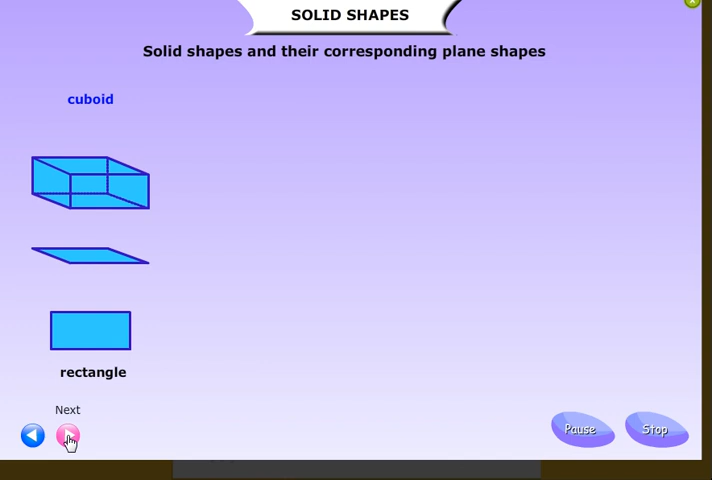 SOLID SHAPES
Solid shapes and their corresponding plane shapes
cuboid
rectangle
Next
Pause
Stop